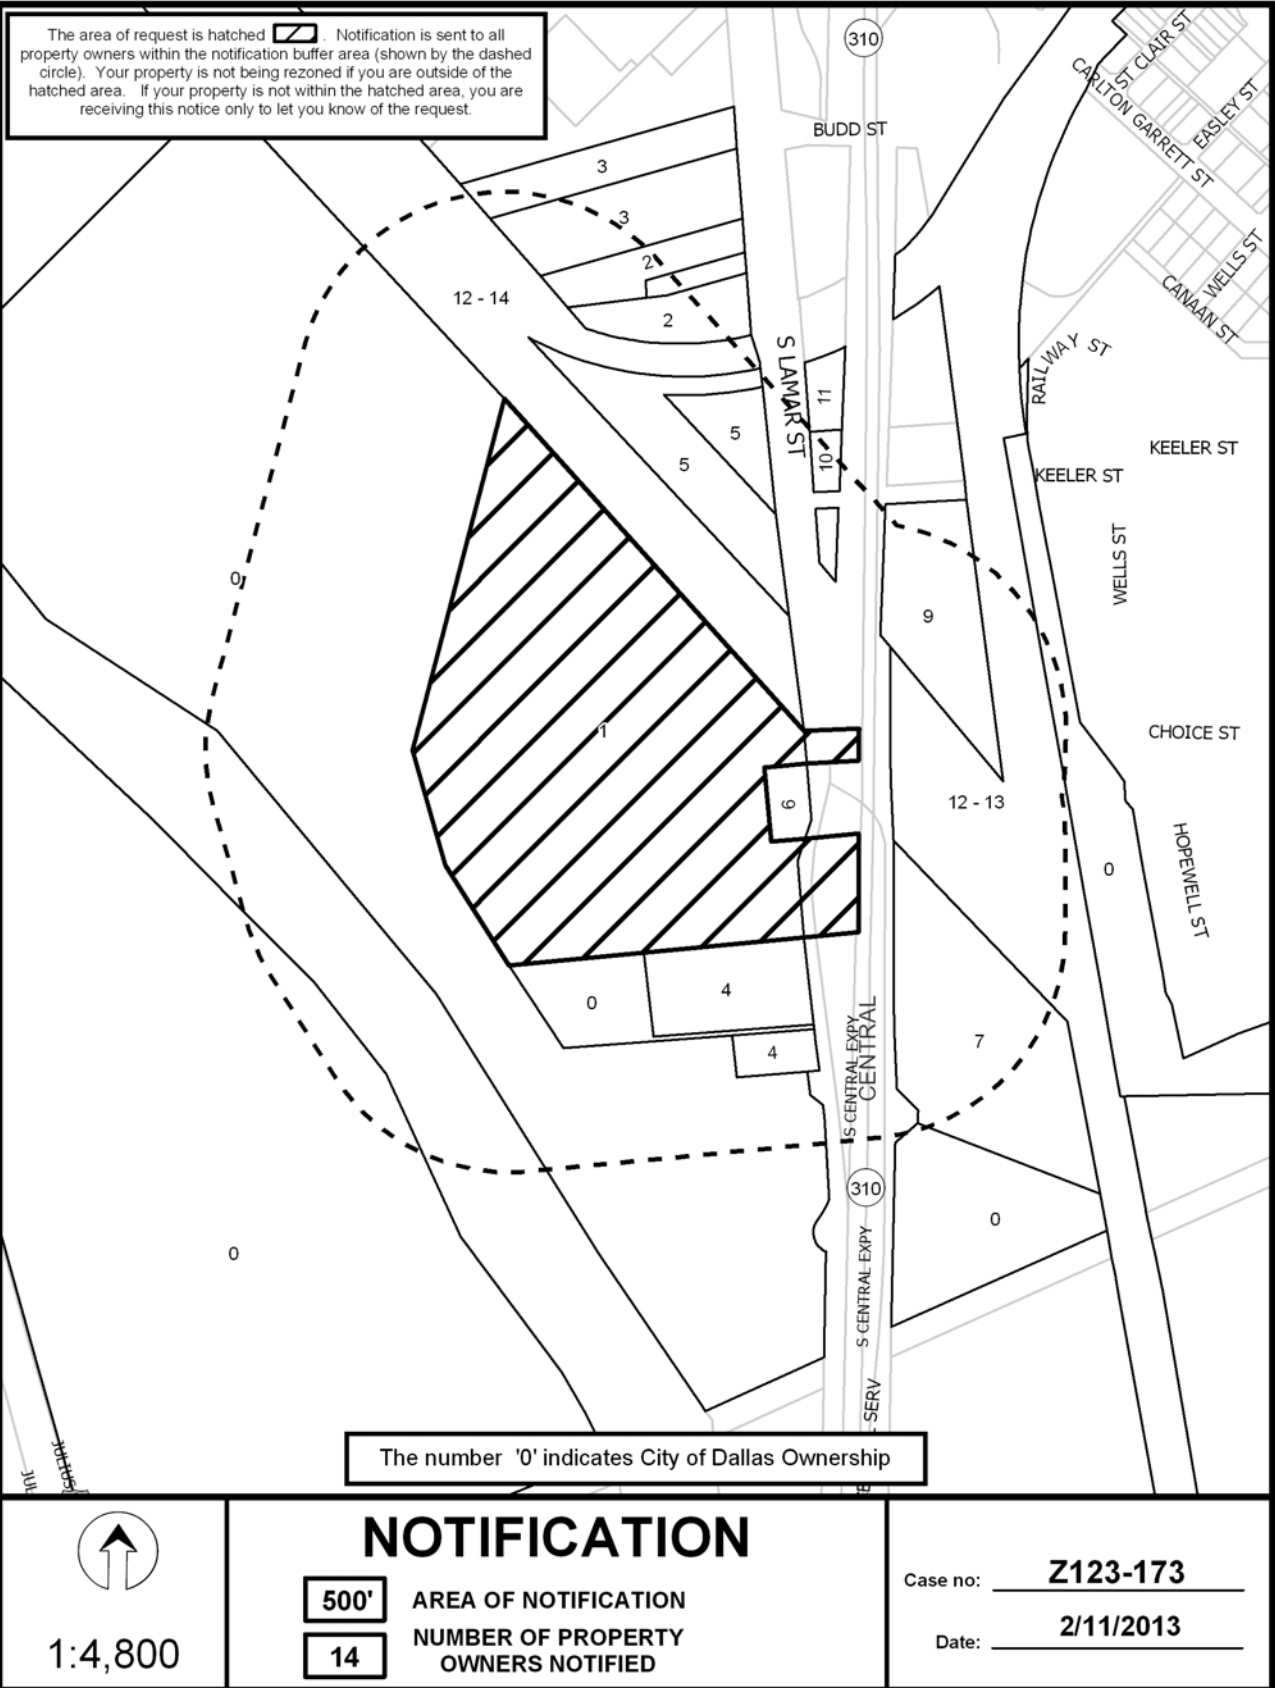 The area of request is hatched . Notification is sent to all
property owners within the notification buffer area (shown by the dashed
circle). Your property is not being rezoned if you are outside of the
hatched area. If your property is not within the hatched area, you are
receiving this notice only to let you know of the request.
310
BUDD ST
ST CLAIR ST
CARLTON GARRETT ST
EASLEY ST
WELLS ST
CANAAN ST
RAILWAY ST
3
3
2
2
12 - 14
S LAMAR ST
11
10
5
5
KEELER ST
KEELER ST
WELLS ST
0
9
1
CHOICE ST
6
12 - 13
0
HOPEWELL ST
0
4
4
S CENTRAL EXPY
CENTRAL
7
310
0
0
S CENTRAL EXPY
SERV
JULIUS
JUL
The number '0' indicates City of Dallas Ownership
1:4,800
NOTIFICATION
500' AREA OF NOTIFICATION
14 NUMBER OF PROPERTY
OWNERS NOTIFIED
Case no: Z123-173
Date: 2/11/2013